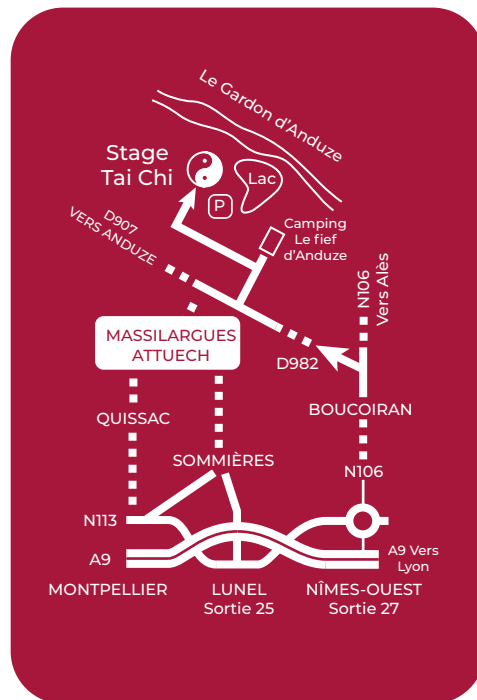 Le Gardon d'Anduze
Stage
Tai Chi
Lac
P
D907
VERS ANDUZE
Camping
Le fief
d'Anduze
N106
Vers Alès
MASSILARGUES
ATTUECH
D982
QUISSAC
BOUCOIRAN
SOMMIÈRES
N106
N113
A9
A9 Vers
Lyon
MONTPELLIER
LUNEL
Sortie 25
NÎMES-OUEST
Sortie 27